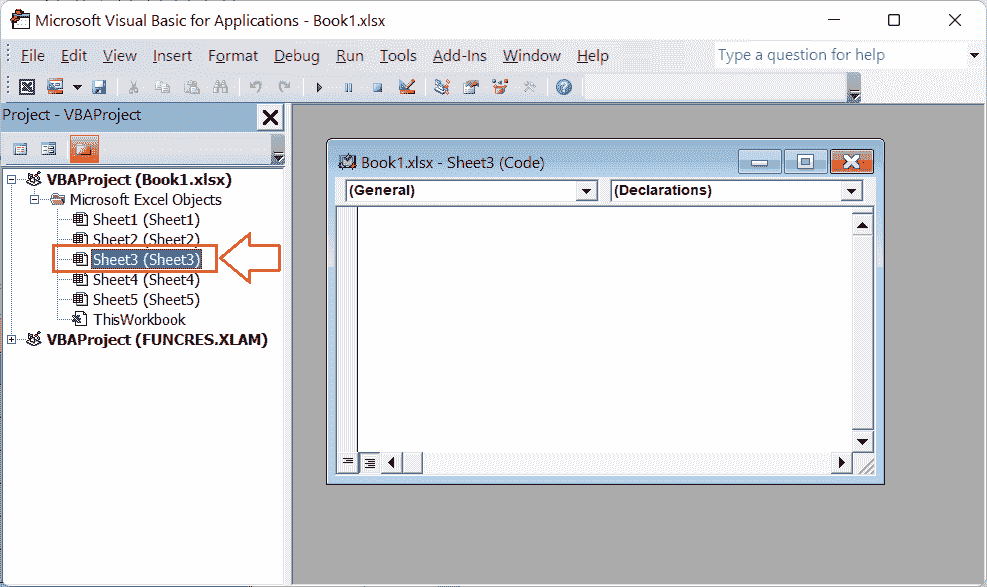 Microsoft Visual Basic for Applications - Book1.xlsx
File Edit View Insert Format Debug Run Tools Add-Ins Window Help Type a question for help
Project - VBAProject
VBAProject (Book1.xlsx)
Microsoft Excel Objects
Sheet1 (Sheet1)
Sheet2 (Sheet2)
Sheet3 (Sheet3)
Sheet4 (Sheet4)
Sheet5 (Sheet5)
ThisWorkbook
VBAProject (FUNCRES.XLAM)
Book1.xlsx - Sheet3 (Code)
(General) (Declarations)